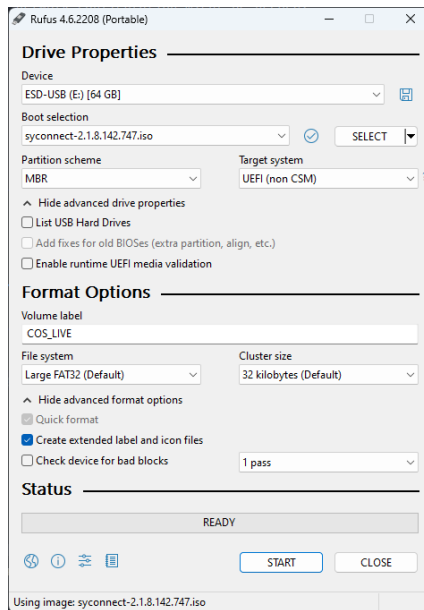 Rufus 4.6.2208 (Portable)
Drive Properties
Device
ESD-USB (E:) [64 GB]
Boot selection
syconnect-2.1.8.142.747.iso
SELECT
Partition scheme
Target system
MBR
UEFI (non CSM)
Hide advanced drive properties
List USB Hard Drives
Add fixes for old BIOSes (extra partition, align, etc.)
Enable runtime UEFI media validation
Format Options
Volume label
COS_LIVE
File system
Cluster size
Large FAT32 (Default)
32 kilobytes (Default)
Hide advanced format options
Quick format
Create extended label and icon files
Check device for bad blocks
1 pass
Status
READY
START
CLOSE
Using image: syconnect-2.1.8.142.747.iso